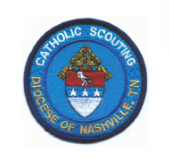 CATHOLIC SCOUTING
DIOCESE OF NASHVILLE, TN